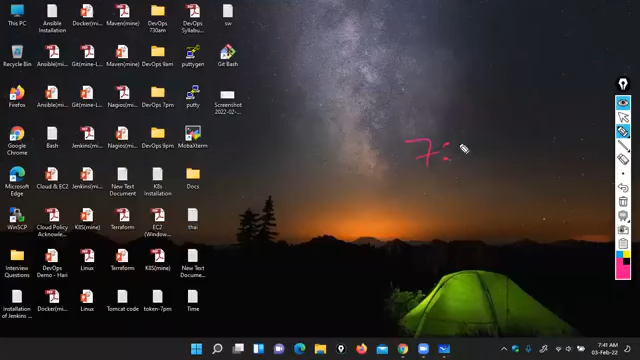 This PC
Ansible Installation
Docker(mine)
Maven(mine)
DevOps 730am
DevOps Syllabu...
sw
Recycle Bin
Ansible(mi...
Git(mine-L...
Maven(mine)
DevOps 9am
puttygen
Git Bash
Firefox
Ansible(mi...
Git(mine-L...
Nagios(mine)
DevOps 7pm
putty
Screenshot 2022-02-...
Google Chrome
Bash
Jenkins(mi...
Nagios(mine)
DevOps 9pm
MobaXterm
Microsoft Edge
Cloud & EC2
Jenkins(mi...
New Text Document
K8s Installation
Docs
WinSCP
Cloud Policy Acknowle...
K8S(mine)
Terraform
EC2 (Window...
thai
Interview Questions
DevOps Demo - Hari
Linux
Terraform
K8S(mine)
New Text Docume...
Installation of Jenkins ...
Docker(mi...
Linux
Tomcat code
token-7pm
Time
7:
7:41 AM
03-Feb-22